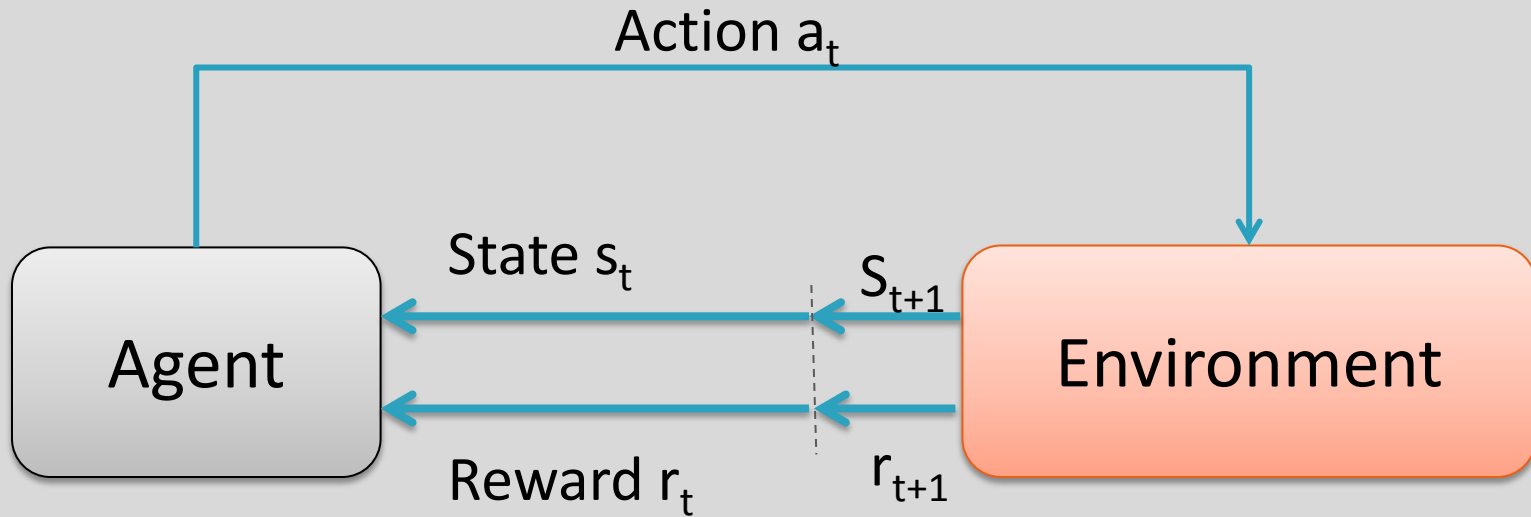 Action aₜ
State sₜ
Sₜ₊₁
Agent
Environment
Reward rₜ
rₜ₊₁